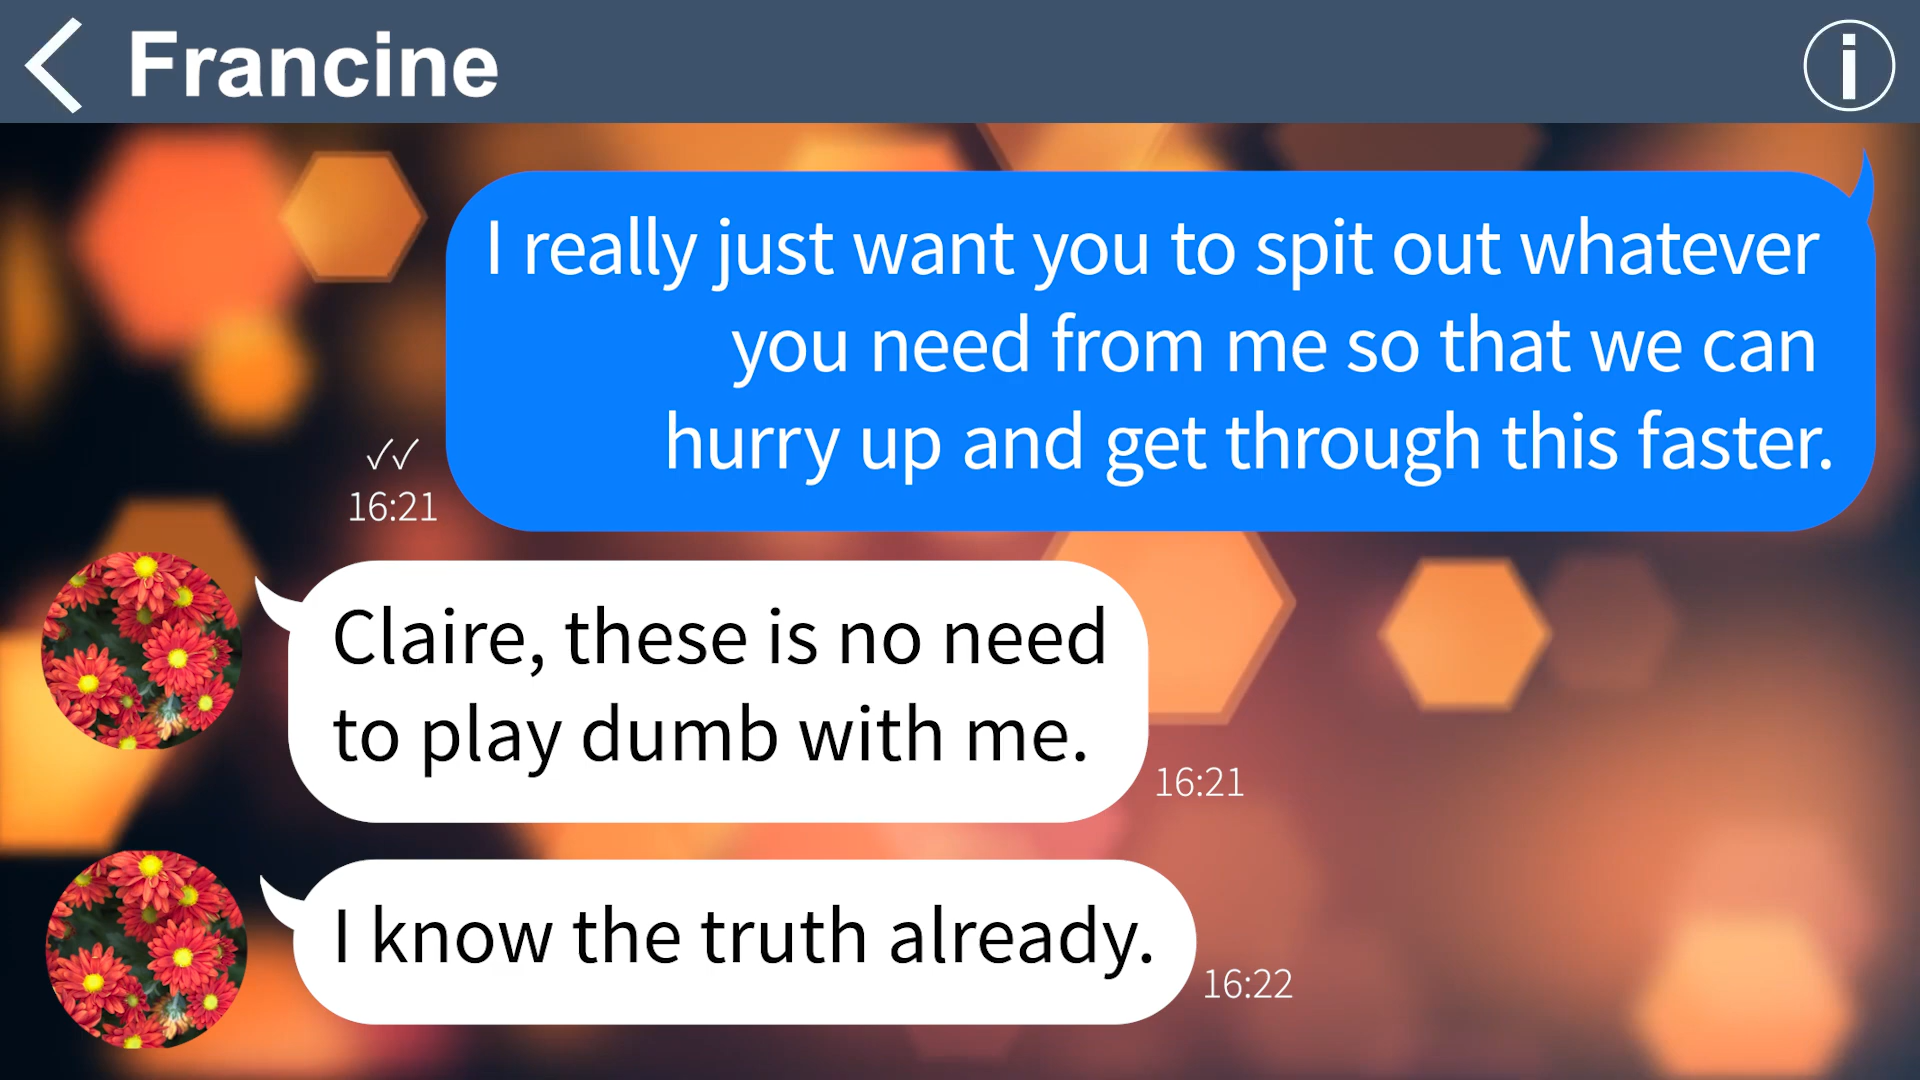 Francine
I really just want you to spit out whatever
you need from me so that we can
hurry up and get through this faster.
16:21
Claire, these is no need
to play dumb with me.
16:21
I know the truth already.
16:22